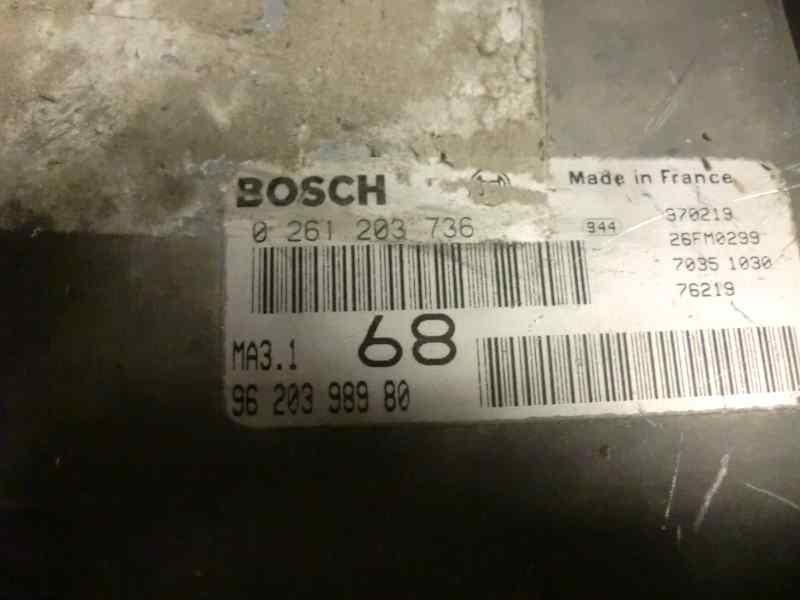 BOSCH
Made in France
0 261 203 736
944
370219
26FM0299
7035 1030
76219
MA3.1
68
96 203 989 80